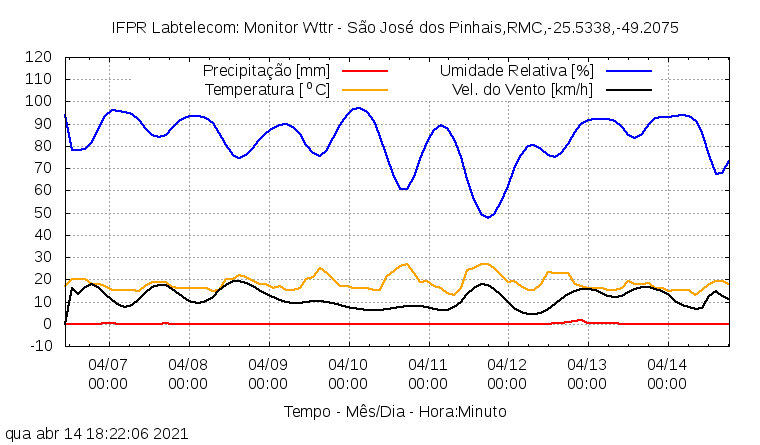 IFPR Labtelecom: Monitor Wttr - São José dos Pinhais,RMC,-25.5338,-49.2075
120
110
100
90
80
70
60
50
40
30
20
10
0
-10
Precipitação [mm]
Temperatura [⁰C]
Umidade Relativa [%]
Vel. do Vento [km/h]
04/07 04/08 04/09 04/10 04/11 04/12 04/13 04/14
00:00 00:00 00:00 00:00 00:00 00:00 00:00 00:00
Tempo - Mês/Dia - Hora:Minuto
qua abr 14 18:22:06 2021